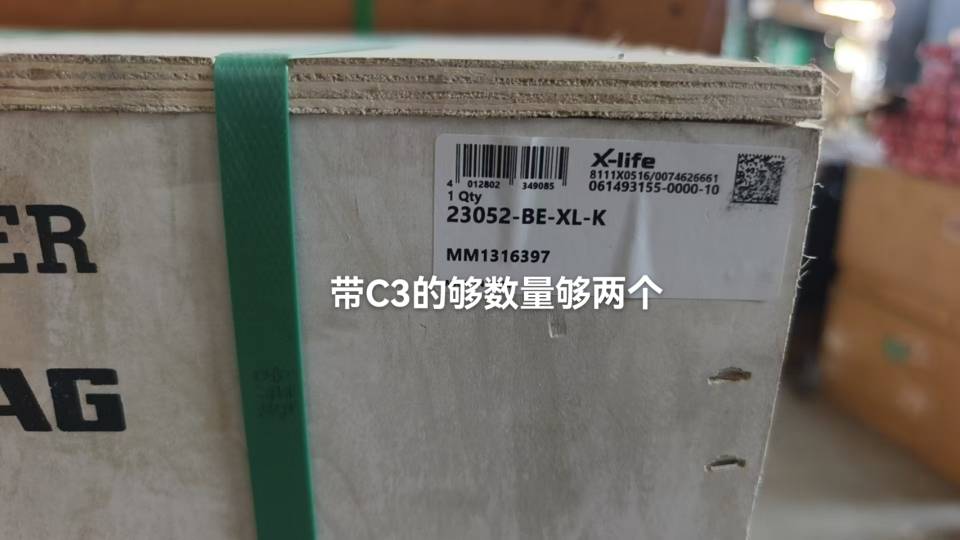 X-life
8111X0516/0074626661
061493155-0000-10
4 012802 349085
1 Qty
23052-BE-XL-K
MM1316397
ER
AG
带C3的够数量够两个